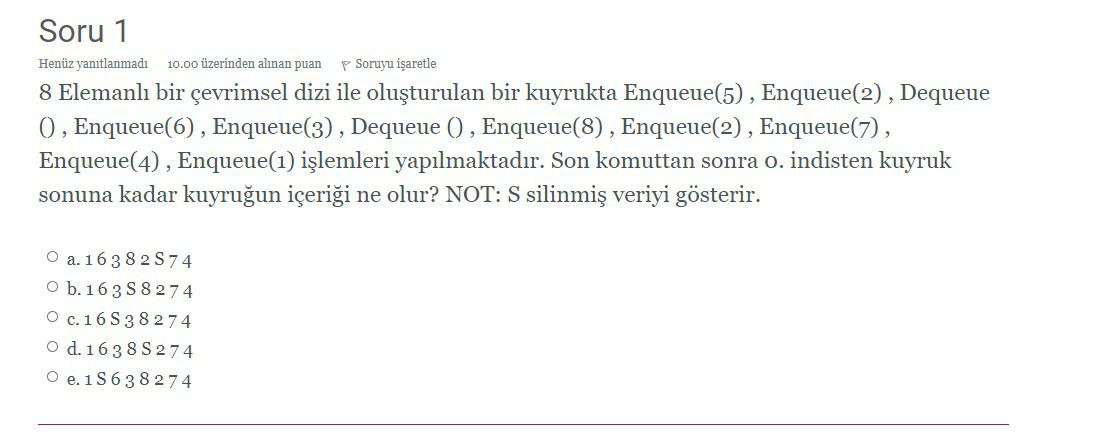 Soru 1
Henüz yanıtlanmadı 10.00 üzerinden alınan puan Soruyu işaretle
8 Elemanlı bir çevrimsel dizi ile oluşturulan bir kuyrukta Enqueue(5) , Enqueue(2) , Dequeue
() , Enqueue(6) , Enqueue(3) , Dequeue () , Enqueue(8) , Enqueue(2) , Enqueue(7) ,
Enqueue(4) , Enqueue(1) işlemleri yapılmaktadır. Son komuttan sonra 0. indisten kuyruk
sonuna kadar kuyruğun içeriği ne olur? NOT: S silinmiş veriyi gösterir.
a. 1 6 3 8 2 S 7 4
b. 1 6 3 S 8 2 7 4
c. 1 6 S 3 8 2 7 4
d. 1 6 3 8 S 2 7 4
e. 1 S 6 3 8 2 7 4